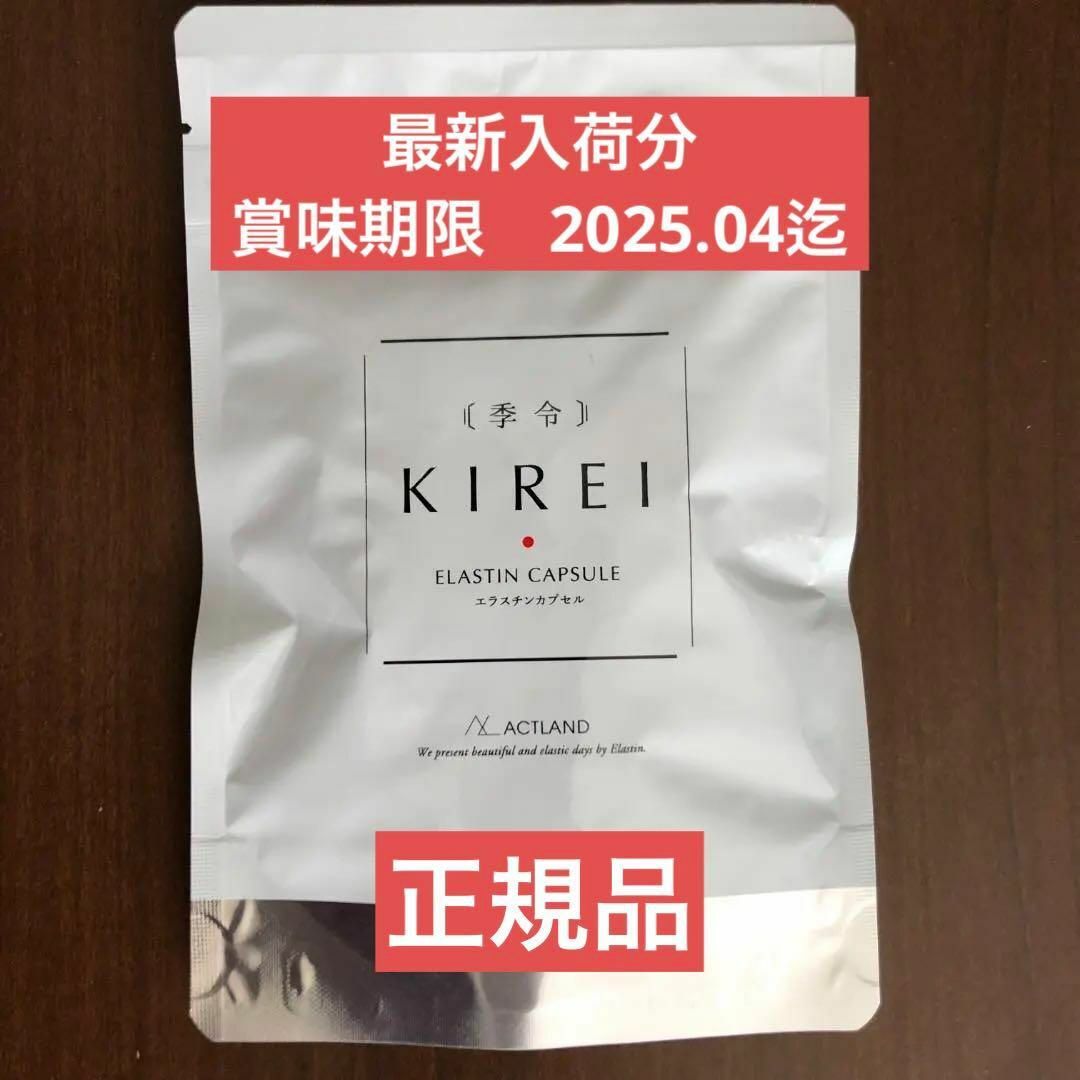 最新入荷分
賞味期限　2025.04迄
〘季令〙
KIREI
ELASTIN CAPSULE
エラスチンカプセル
ACTLAND
We present beautiful and elastic days by Elastin.
正規品